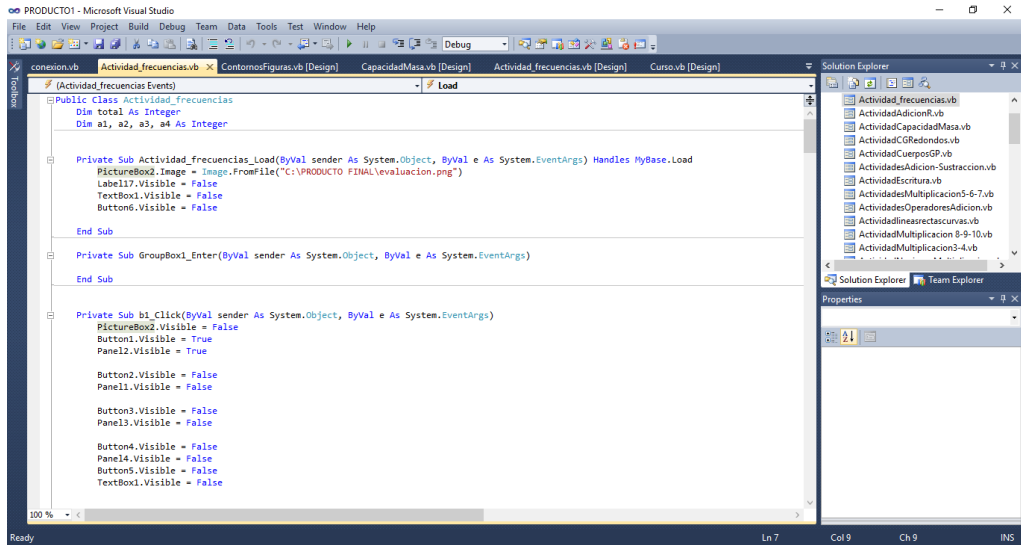 PRODUCTO1 - Microsoft Visual Studio
File Edit View Project Build Debug Team Data Tools Test Window Help
Debug
Toolbox
conexion.vb Actividad_frecuencias.vb ContornosFiguras.vb [Design] CapacidadMasa.vb [Design] Actividad_frecuencias.vb [Design] Curso.vb [Design]
(Actividad_frecuencias Events) Load
Public Class Actividad_frecuencias
Dim total As Integer
Dim a1, a2, a3, a4 As Integer
Private Sub Actividad_frecuencias_Load(ByVal sender As System.Object, ByVal e As System.EventArgs) Handles MyBase.Load
PictureBox2.Image = Image.FromFile("C:\PRODUCTO FINAL\evaluacion.png")
Label17.Visible = False
TextBox1.Visible = False
Button6.Visible = False
End Sub
Private Sub GroupBox1_Enter(ByVal sender As System.Object, ByVal e As System.EventArgs)
End Sub
Private Sub b1_Click(ByVal sender As System.Object, ByVal e As System.EventArgs)
PictureBox2.Visible = False
Button1.Visible = True
Panel2.Visible = True
Button2.Visible = False
Panel1.Visible = False
Button3.Visible = False
Panel3.Visible = False
Button4.Visible = False
Panel4.Visible = False
Button5.Visible = False
TextBox1.Visible = False
100 %
Solution Explorer
Actividad_frecuencias.vb
ActividadAdicionR.vb
ActividadCapacidadMasa.vb
ActividadCGRedondos.vb
ActividadCuerposGP.vb
ActividadesAdicion-Sustraccion.vb
ActividadEscritura.vb
ActividadesMultiplicacion5-6-7.vb
ActividadesOperadoresAdicion.vb
Actividadlineasrectascurvas.vb
ActividadMultiplicacion 8-9-10.vb
ActividadMultiplicacion3-4.vb
Solution Explorer Team Explorer
Properties
Ready Ln 7 Col 9 Ch 9 INS